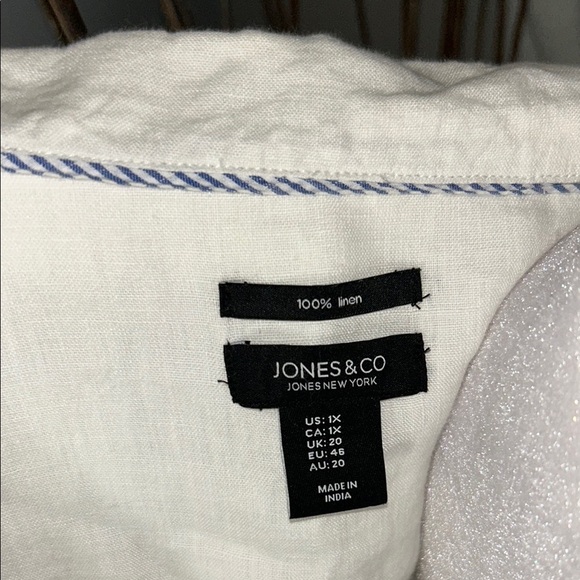 100% linen
JONES & CO
JONES NEW YORK
US: 1X
CA: 1X
UK: 20
EU: 46
AU: 20
MADE IN
INDIA